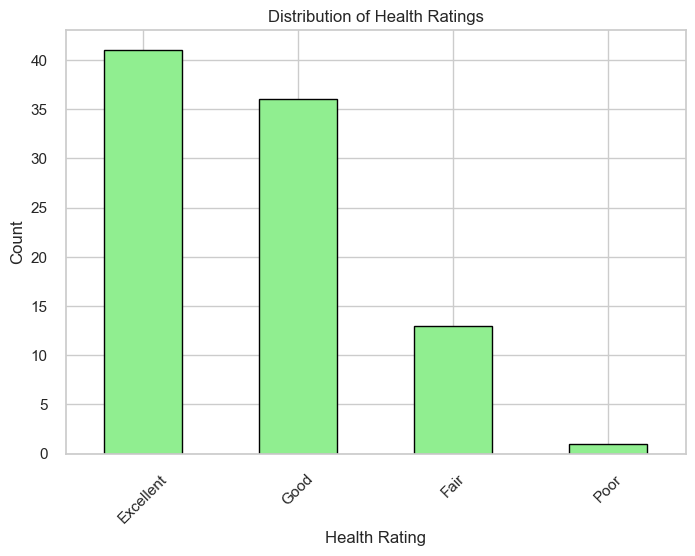 Distribution of Health Ratings
Count
40
35
30
25
20
15
10
5
0
Excellent
Good
Fair
Poor
Health Rating